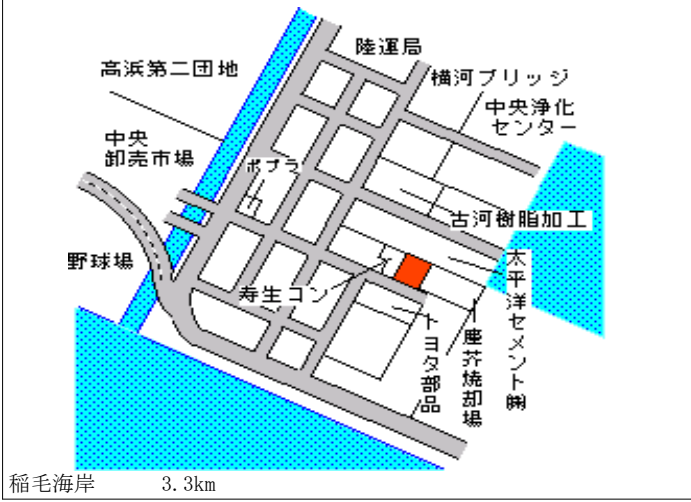 陸運局
高浜第二団地
横河ブリッジ
中央浄化
センター
中央
卸売市場
ポプラ
古河樹脂加工
野球場
太平洋セメント㈱
寿生コン
トヨタ部品
塵芥焼却場
稲毛海岸 3.3km